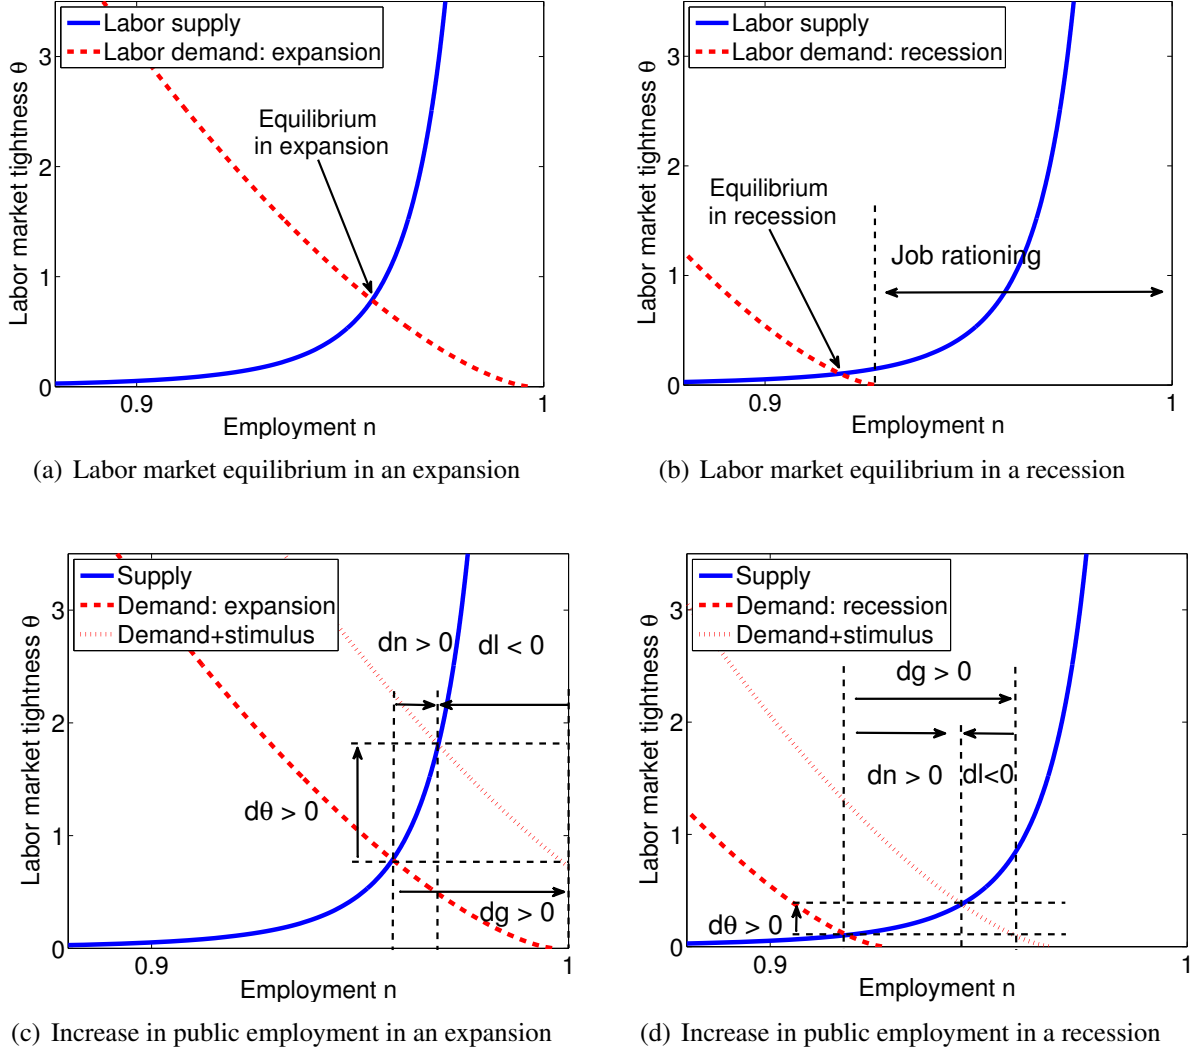 Labor supply
Labor demand: expansion
Equilibrium
in expansion
Labor market tightness θ
3
2
1
0
0.9
1
Employment n
(a) Labor market equilibrium in an expansion
Labor supply
Labor demand: recession
Equilibrium
in recession
Job rationing
Labor market tightness θ
3
2
1
0
0.9
1
Employment n
(b) Labor market equilibrium in a recession
Supply
Demand: expansion
Demand+stimulus
dn > 0
dl < 0
dθ > 0
dg > 0
Labor market tightness θ
3
2
1
0
0.9
1
Employment n
(c) Increase in public employment in an expansion
Supply
Demand: recession
Demand+stimulus
dg > 0
dn > 0
dl<0
dθ > 0
Labor market tightness θ
3
2
1
0
0.9
1
Employment n
(d) Increase in public employment in a recession